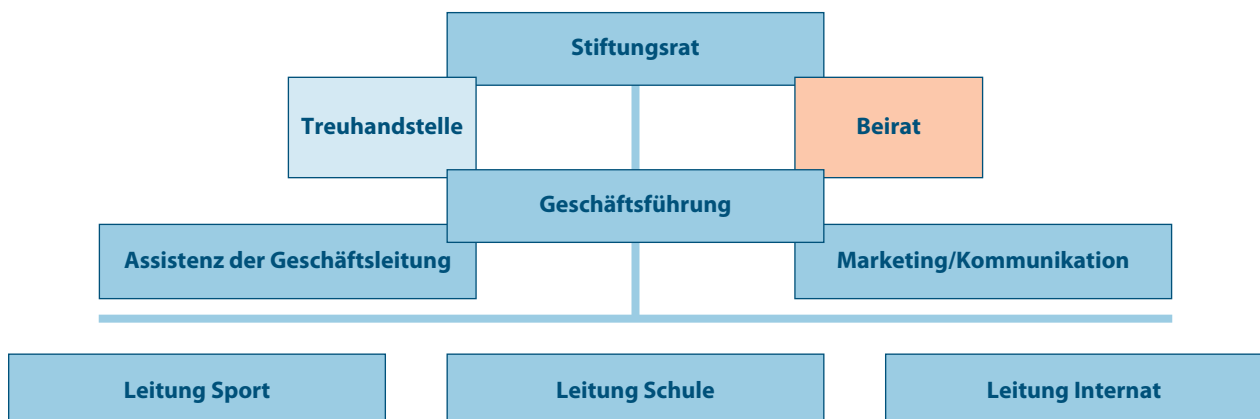 Stiftungsrat
Treuhandstelle
Beirat
Geschäftsführung
Assistenz der Geschäftsleitung
Marketing/Kommunikation
Leitung Sport
Leitung Schule
Leitung Internat